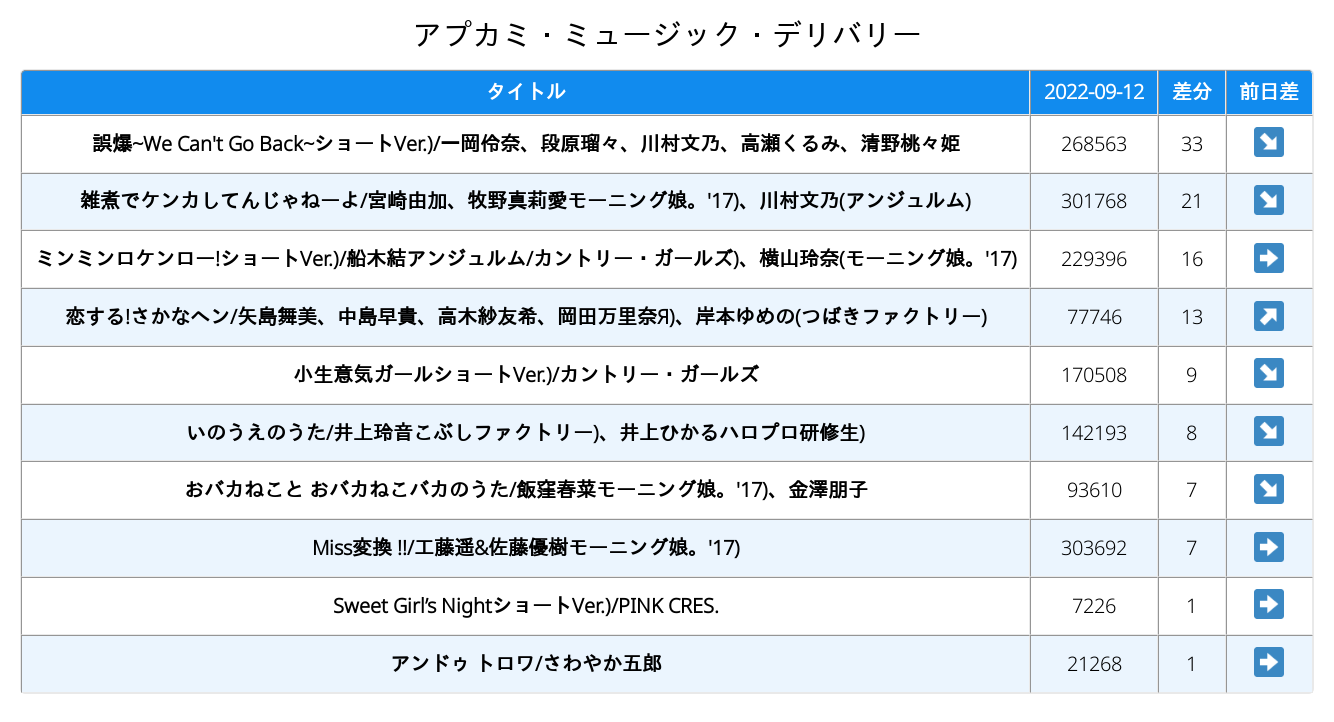 アプカミ・ミュージック・デリバリー
タイトル 2022-09-12 差分 前日差
誤爆~We Can't Go Back~ショートVer.)/一岡伶奈、段原瑠々、川村文乃、高瀬くるみ、清野桃々姫 268563 33
雑煮でケンカしてんじゃねーよ/宮崎由加、牧野真莉愛モーニング娘。'17)、川村文乃(アンジュルム) 301768 21
ミンミンロケンロー!ショートVer.)/船木結アンジュルム/カントリー・ガールズ)、横山玲奈(モーニング娘。'17) 229396 16
恋する!さかなヘン/矢島舞美、中島早貴、高木紗友希、岡田万里奈Я)、岸本ゆめの(つばきファクトリー) 77746 13
小生意気ガールショートVer.)/カントリー・ガールズ 170508 9
いのうえのうた/井上玲音こぶしファクトリー)、井上ひかるハロプロ研修生) 142193 8
おバカねこと おバカねこバカのうた/飯窪春菜モーニング娘。'17)、金澤朋子 93610 7
Miss変換 !!/工藤遥&佐藤優樹モーニング娘。'17) 303692 7
Sweet Girl’s NightショートVer.)/PINK CRES. 7226 1
アンドゥ トロワ/さわやか五郎 21268 1